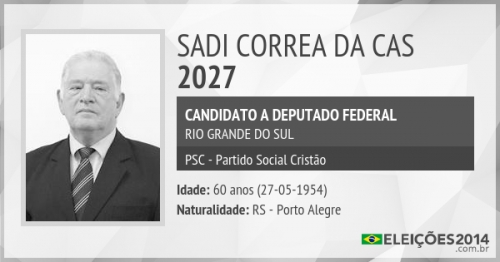 SADI CORREA DA CAS
2027
CANDIDATO A DEPUTADO FEDERAL
RIO GRANDE DO SUL
PSC - Partido Social Cristão
Idade: 60 anos (27-05-1954)
Naturalidade: RS - Porto Alegre
ELEIÇÕES2014
.com.br